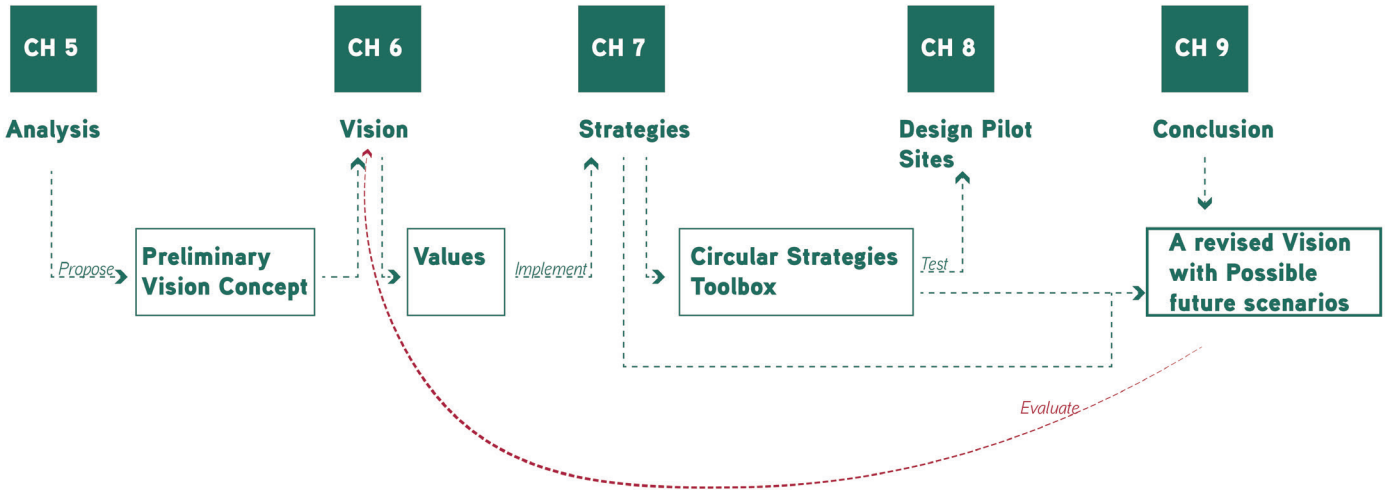 CH 5
CH 6
CH 7
CH 8
CH 9
Analysis
Vision
Strategies
Design Pilot
Sites
Conclusion
Propose
Preliminary
Vision Concept
Values
Implement
Circular Strategies
Toolbox
Test
A revised Vision
with Possible
future scenarios
Evaluate